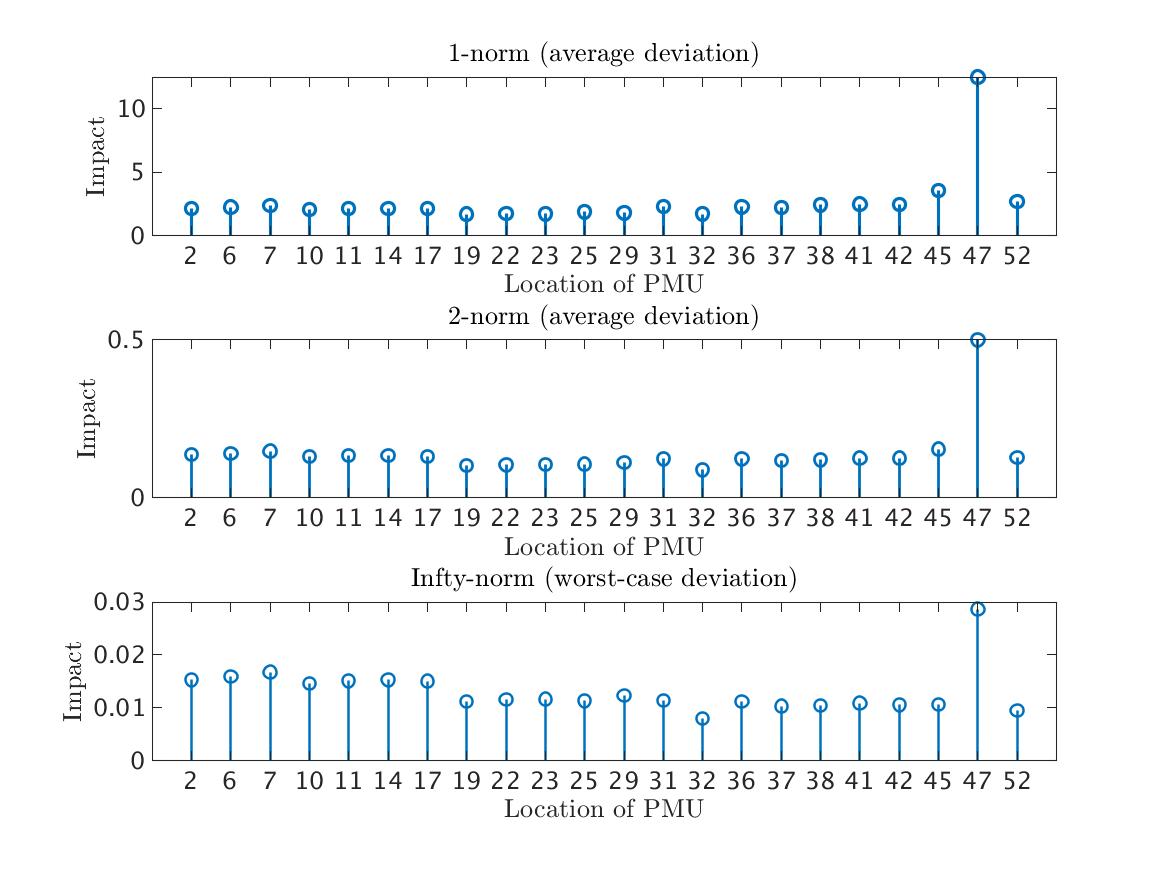 1-norm (average deviation)
Impact
10
5
0
2 6 7 10 11 14 17 19 22 23 25 29 31 32 36 37 38 41 42 45 47 52
Location of PMU
2-norm (average deviation)
Impact
0.5
0
2 6 7 10 11 14 17 19 22 23 25 29 31 32 36 37 38 41 42 45 47 52
Location of PMU
Infty-norm (worst-case deviation)
Impact
0.03
0.02
0.01
0
2 6 7 10 11 14 17 19 22 23 25 29 31 32 36 37 38 41 42 45 47 52
Location of PMU